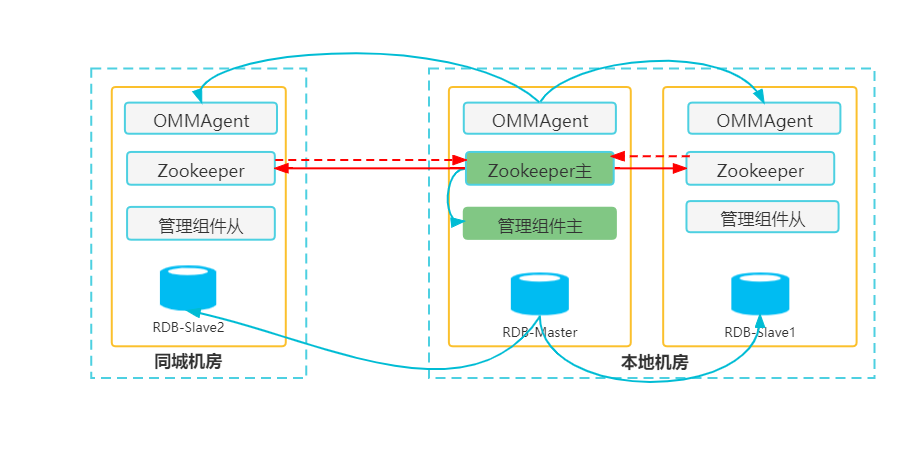 OMMAgent
Zookeeper
管理组件从
RDB-Slave2
同城机房
OMMAgent
Zookeeper主
管理组件主
RDB-Master
OMMAgent
Zookeeper
管理组件从
RDB-Slave1
本地机房